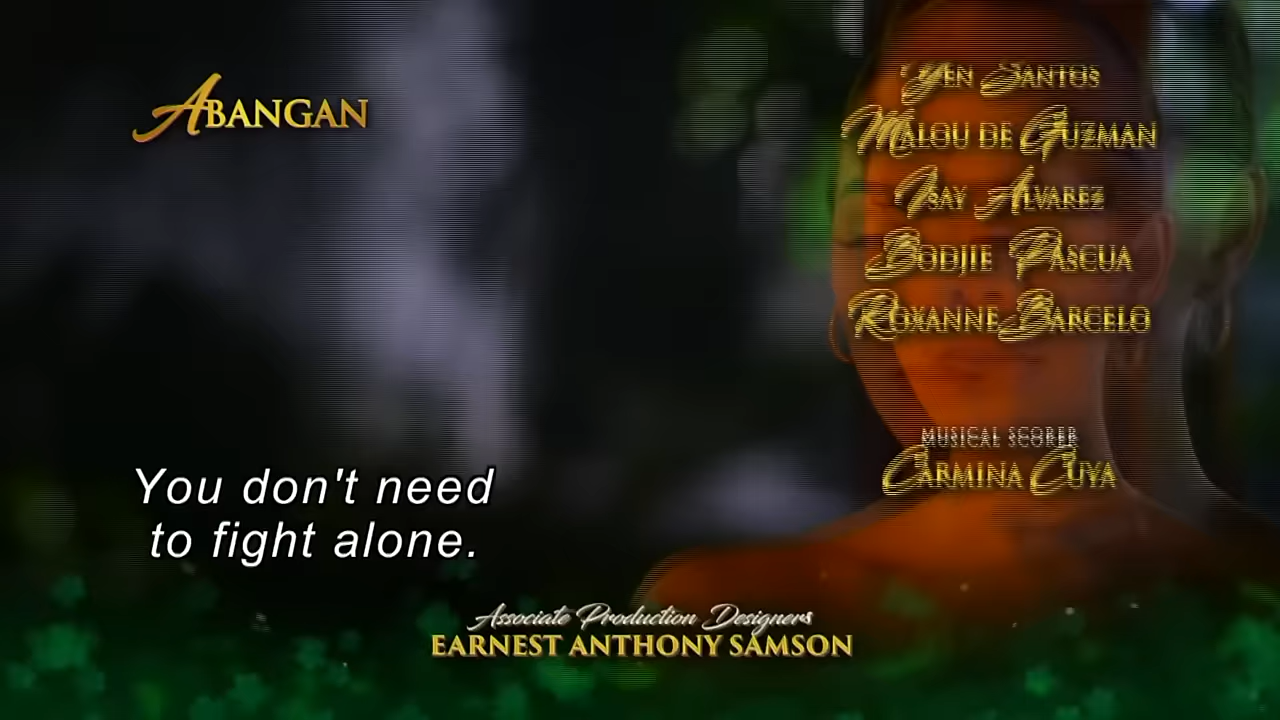 ABANGAN
YEN SANTOS
MALOU DE GUZMAN
ISAY ALVAREZ
BODJIE PASCUA
ROXANNE BARCELO
MUSICAL SCORER
CARMINA CUYA
You don't need
to fight alone.
Associate Production Designers
EARNEST ANTHONY SAMSON